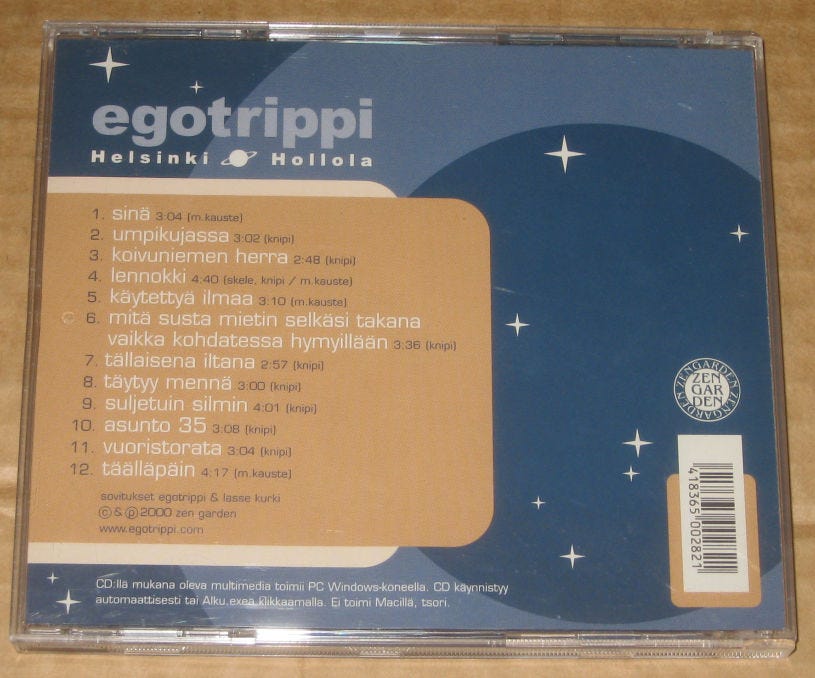 egotrippi
Helsinki Hollola
1. sinä 3:04 (m.kauste)
2. umpikujassa 3:02 (knipi)
3. koivuniemen herra 2:48 (knipi)
4. lennokki 4:40 (skele, knipi / m.kauste)
5. käytettyä ilmaa 3:10 (m.kauste)
6. mitä susta mietin selkäsi takana
vaikka kohdatessa hymyillään 3:36 (knipi)
7. tällaisena iltana 2:57 (knipi)
8. täytyy mennä 3:00 (knipi)
9. suljetuin silmin 4:01 (knipi)
10. asunto 35 3:08 (knipi)
11. vuoristorata 3:04 (knipi)
12. täälläpäin 4:17 (m.kauste)
sovitukset egotrippi & lasse kurki
©&℗2000 zen garden
www.egotrippi.com
CD:llä mukana oleva multimedia toimii PC Windows-koneella. CD käynnistyy
automaattisesti tai Alku.exeä klikkaamalla. Ei toimi Macillä, tsori.
ZENGARDEN ZENGARDEN ZENGARDEN
ZEN
GAR
DEN
418365 002821